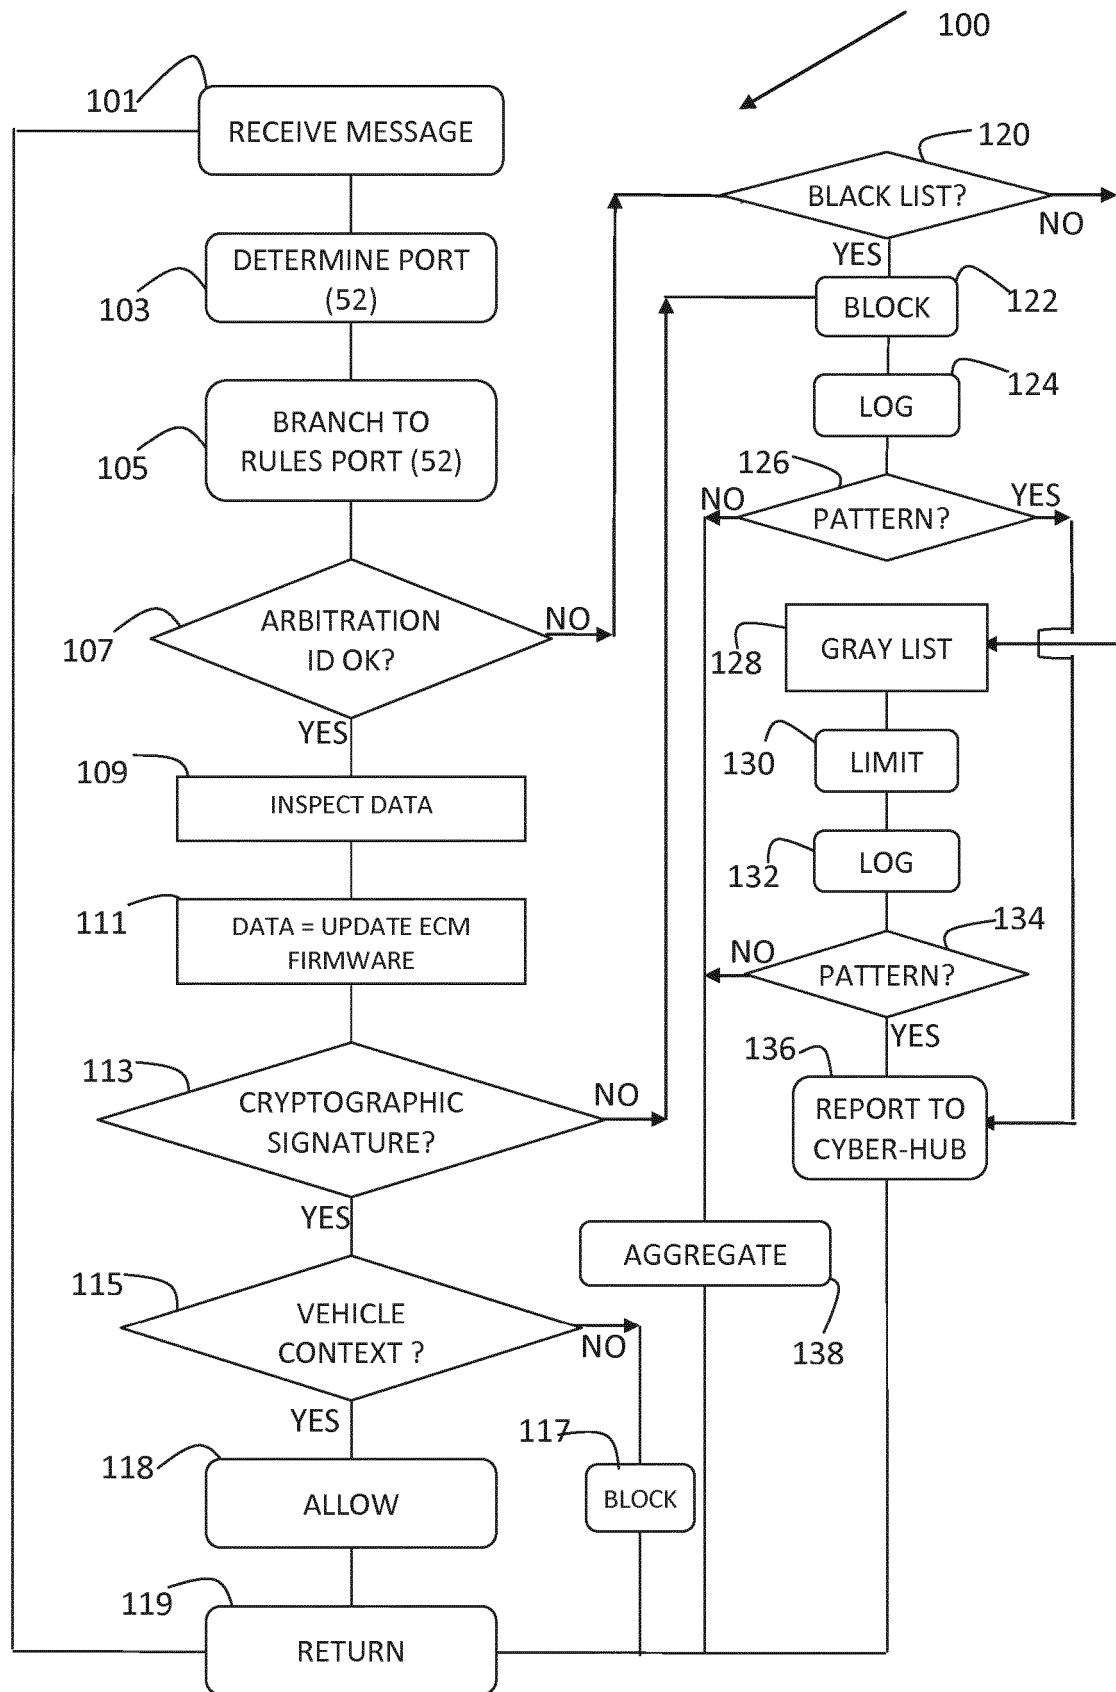 100
101
RECEIVE MESSAGE
103
DETERMINE PORT
(52)
105
BRANCH TO
RULES PORT (52)
107
ARBITRATION
ID OK?
NO
YES
109
INSPECT DATA
111
DATA = UPDATE ECM
FIRMWARE
113
CRYPTOGRAPHIC
SIGNATURE?
NO
YES
115
VEHICLE
CONTEXT ?
NO
YES
117
BLOCK
118
ALLOW
119
RETURN
120
BLACK LIST?
NO
YES
122
BLOCK
124
LOG
126
PATTERN?
NO
YES
128
GRAY LIST
130
LIMIT
132
LOG
134
PATTERN?
NO
YES
136
REPORT TO
CYBER-HUB
AGGREGATE
138